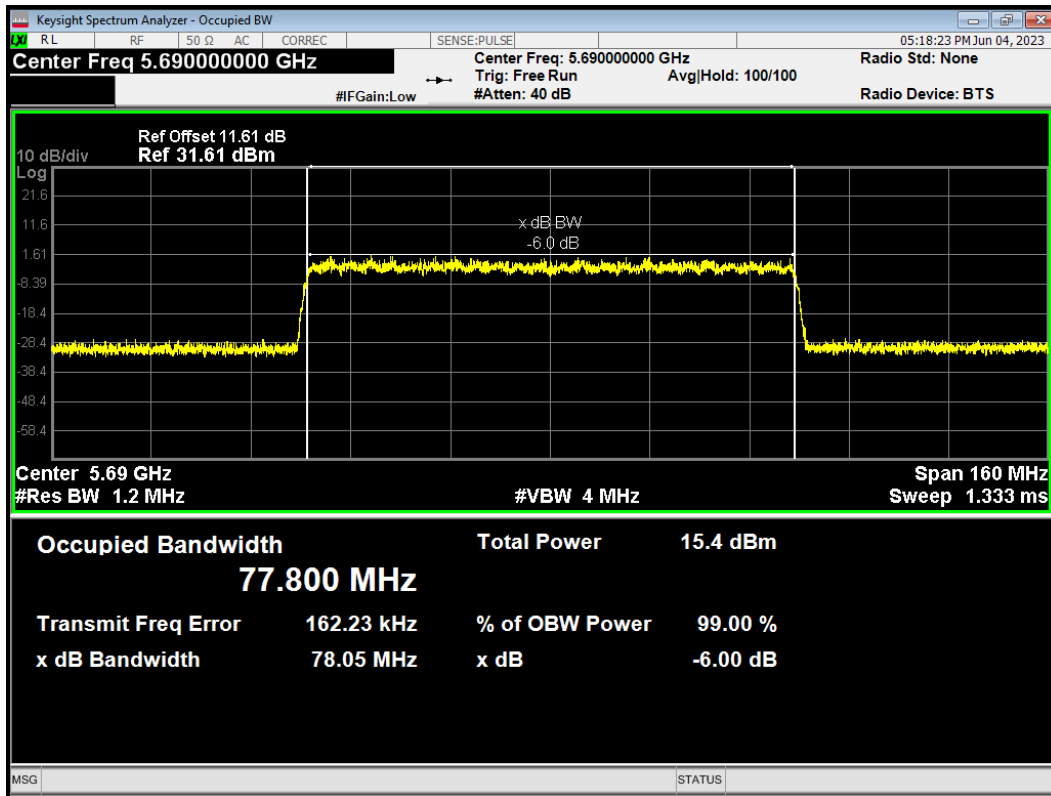 Keysight Spectrum Analyzer - Occupied BW
LXI RL RF 50 Ω AC CORREC SENSE:PULSE 05:18:23 PM Jun 04, 2023
Center Freq 5.690000000 GHz Center Freq: 5.690000000 GHz Radio Std: None
Trig: Free Run Avg|Hold: 100/100
#IFGain:Low #Atten: 40 dB Radio Device: BTS
Ref Offset 11.61 dB
10 dB/div Ref 31.61 dBm
Log
21.6
11.6 x dB BW
-6.0 dB
1.61
-8.39
-18.4
-28.4
-38.4
-48.4
-58.4
Center 5.69 GHz Span 160 MHz
#Res BW 1.2 MHz #VBW 4 MHz Sweep 1.333 ms
Occupied Bandwidth Total Power 15.4 dBm
77.800 MHz
Transmit Freq Error 162.23 kHz % of OBW Power 99.00 %
x dB Bandwidth 78.05 MHz x dB -6.00 dB
MSG STATUS